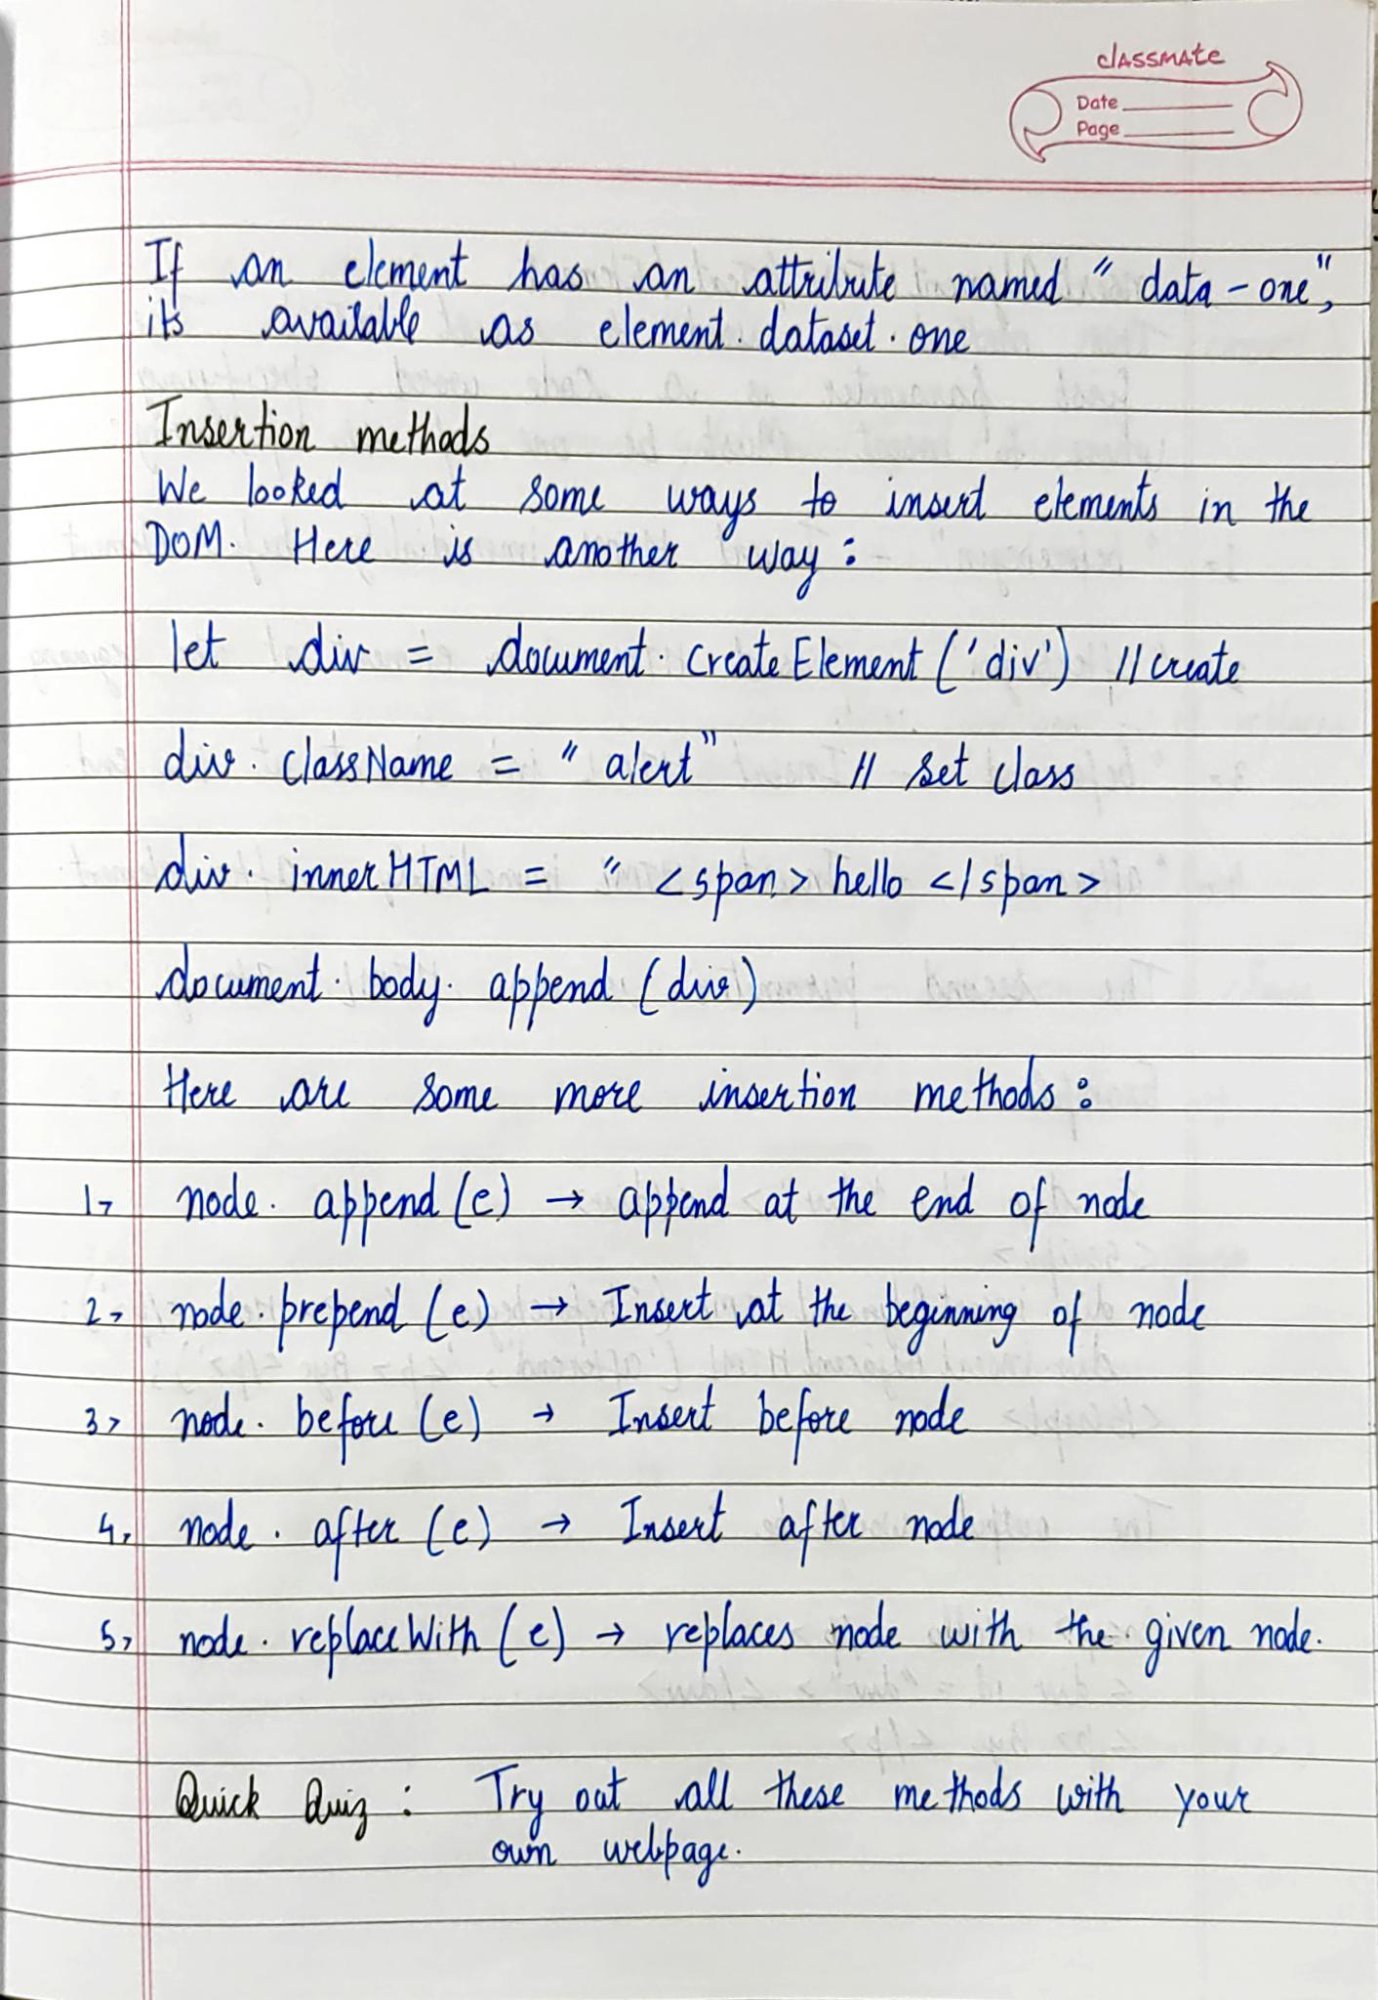 classmate
Date
Page
If an element has an attribute named "data-one",
its available as element.dataset.one
Insertion methods
We looked at some ways to insert elements in the
DOM. Here is another way:
let div = document.createElement('div') //create
div.className = "alert" // set class
div.innerHTML = "<span>hello</span>
document.body.append(div)
Here are some more insertion methods:
1> node.append(e) → append at the end of node
2> node.prepend(e) → Insert at the beginning of node
3> node.before(e) → Insert before node
4> node.after(e) → Insert after node
5> node.replaceWith(e) → replaces node with the given node.
Quick Quiz: Try out all these methods with your
own webpage.